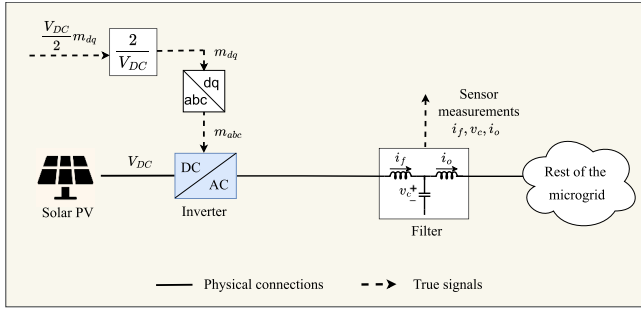 V_DC/2 m_dq
2/V_DC
m_dq
dq
abc
m_abc
V_DC
DC
AC
Solar PV
Inverter
Sensor
measurements
i_f, v_c, i_o
i_f
i_o
v_c + −
Filter
Rest of the
microgrid
Physical connections
True signals